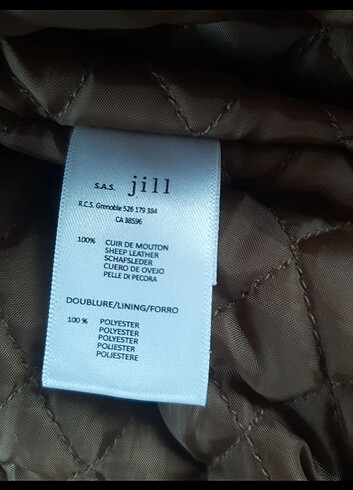 S.A.S. jill
R.C.S. Grenoble 526 179 384
CA 38596
100% CUIR DE MOUTON
SHEEP LEATHER
SCHAFSLEDER
CUERO DE OVEJO
PELLE DI PECORA
DOUBLURE/LINING/FORRO
100 % POLYESTER
POLYESTER
POLYESTER
POLIESTER
POLIESTERE